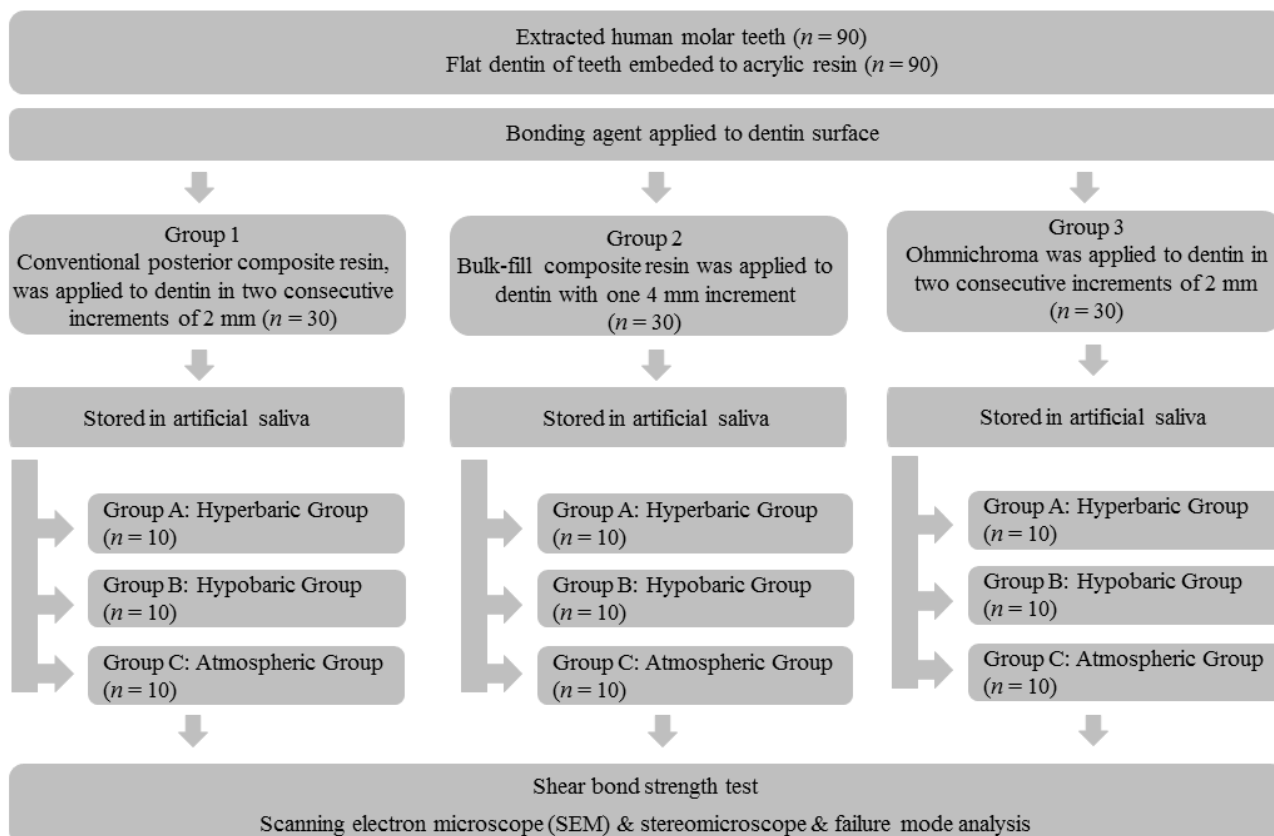 Extracted human molar teeth (n = 90)
Flat dentin of teeth embeded to acrylic resin (n = 90)
Bonding agent applied to dentin surface
Group 1
Conventional posterior composite resin,
was applied to dentin in two consecutive
increments of 2 mm (n = 30)
Group 2
Bulk-fill composite resin was applied to
dentin with one 4 mm increment
(n = 30)
Group 3
Ohmnichroma was applied to dentin in
two consecutive increments of 2 mm
(n = 30)
Stored in artificial saliva
Stored in artificial saliva
Stored in artificial saliva
Group A: Hyperbaric Group
(n = 10)
Group B: Hypobaric Group
(n = 10)
Group C: Atmospheric Group
(n = 10)
Group A: Hyperbaric Group
(n = 10)
Group B: Hypobaric Group
(n = 10)
Group C: Atmospheric Group
(n = 10)
Group A: Hyperbaric Group
(n = 10)
Group B: Hypobaric Group
(n = 10)
Group C: Atmospheric Group
(n = 10)
Shear bond strength test
Scanning electron microscope (SEM) & stereomicroscope & failure mode analysis